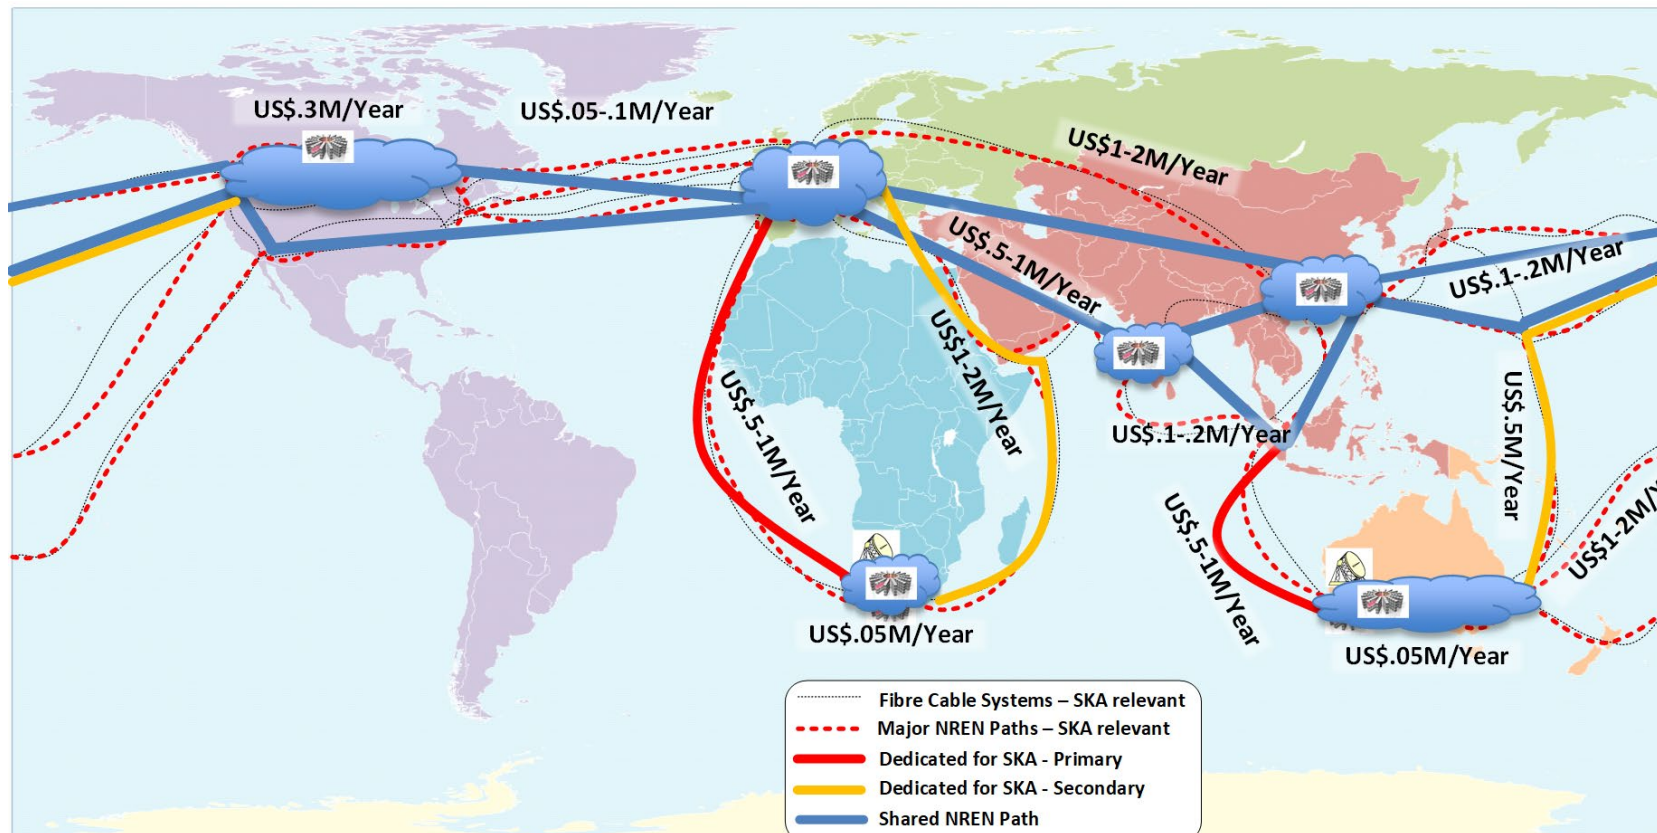 US$.3M/Year
US$.05-.1M/Year
US$1-2M/Year
US$.5-1M/Year
US$.1-.2M/Year
US$1-2M/Year
US$.5-1M/Year
US$.1-.2M/Year
US$.5M/Year
US$.5-1M/Year
US$1-2M/Y
US$.05M/Year
US$.05M/Year
Fibre Cable Systems – SKA relevant
Major NREN Paths – SKA relevant
Dedicated for SKA - Primary
Dedicated for SKA - Secondary
Shared NREN Path